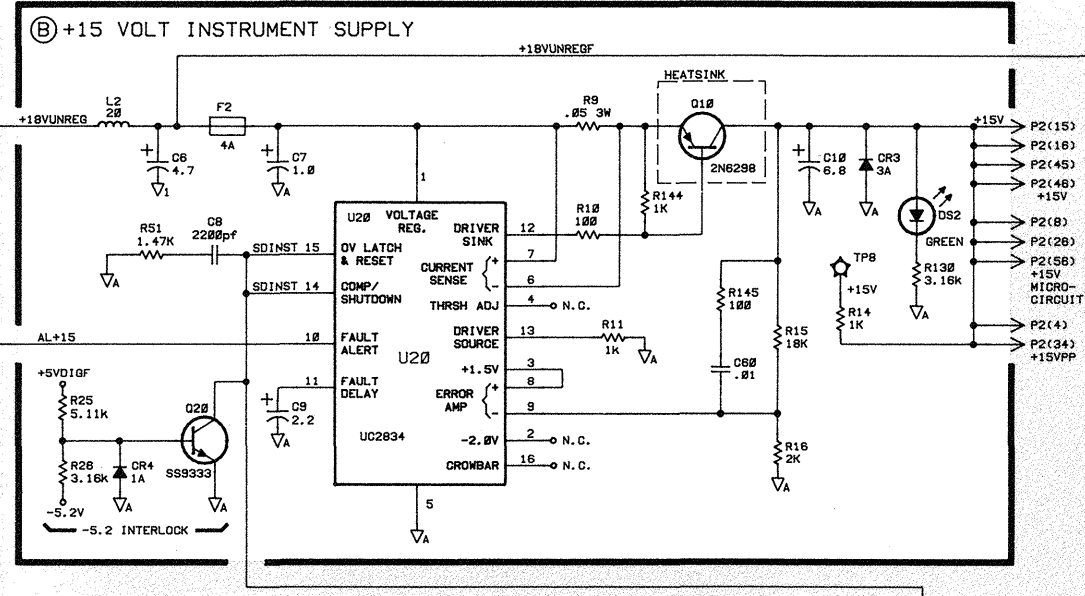 B +15 VOLT INSTRUMENT SUPPLY
+18VUNREGF
HEATSINK
+18VUNREG
L2
20
F2
4A
R9
.05 3W
Q10
2N6298
+15V
P2(15)
P2(16)
P2(45)
P2(46)
+15V
P2(8)
P2(26)
P2(56)
+15V
MICRO-
CIRCUIT
P2(4)
P2(34)
+15VPP
C6
4.7
1
C7
1.0
A
1
R144
1K
C10
6.8
A
CR3
3A
A
DS2
GREEN
R130
3.16k
A
R51
1.47K
C8
2200pf
A
U20 VOLTAGE
REG.
DRIVER
SINK
12
R10
100
SDINST 15
OV LATCH
& RESET
CURRENT
SENSE
+
-
7
6
SDINST 14
COMP/
SHUTDOWN
THRSH ADJ
4
N.C.
AL+15
10
FAULT
ALERT
DRIVER
SOURCE
13
R11
1K
A
U20
+1.5V
3
11
FAULT
DELAY
ERROR
AMP
+
-
8
9
C9
2.2
A
UC2834
-2.0V
2
N.C.
CROWBAR
16
N.C.
5
A
R145
100
C60
.01
R15
18K
R16
2K
A
TP8
+15V
R14
1K
+5VDIGF
R25
5.11K
Q20
SS9333
R26
3.16k
CR4
1A
A
A
-5.2V
-5.2 INTERLOCK